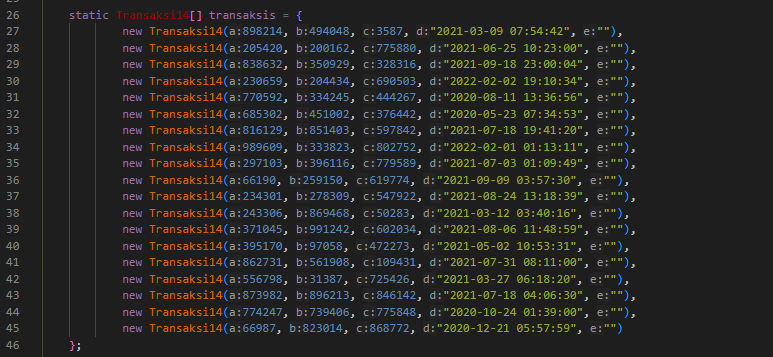 26 static Transaksi14[] transaksis = {
27 new Transaksi14(a:898214, b:494048, c:3587, d:"2021-03-09 07:54:42", e:""),
28 new Transaksi14(a:205420, b:200162, c:775880, d:"2021-06-25 10:23:00", e:""),
29 new Transaksi14(a:838632, b:350929, c:328316, d:"2021-09-18 23:00:04", e:""),
30 new Transaksi14(a:230659, b:204434, c:690503, d:"2022-02-02 19:10:34", e:""),
31 new Transaksi14(a:770592, b:334245, c:444267, d:"2020-08-11 13:36:56", e:""),
32 new Transaksi14(a:685302, b:451002, c:376442, d:"2020-05-23 07:34:53", e:""),
33 new Transaksi14(a:816129, b:851403, c:597842, d:"2021-07-18 19:41:20", e:""),
34 new Transaksi14(a:989609, b:333823, c:802752, d:"2022-02-01 01:13:11", e:""),
35 new Transaksi14(a:297103, b:396116, c:779589, d:"2021-07-03 01:09:49", e:""),
36 new Transaksi14(a:66190, b:259150, c:619774, d:"2021-09-09 03:57:30", e:""),
37 new Transaksi14(a:234301, b:278309, c:547922, d:"2021-08-24 13:18:39", e:""),
38 new Transaksi14(a:243306, b:869468, c:50283, d:"2021-03-12 03:40:16", e:""),
39 new Transaksi14(a:371045, b:991242, c:602034, d:"2021-08-06 11:48:59", e:""),
40 new Transaksi14(a:395170, b:97058, c:472273, d:"2021-05-02 10:53:31", e:""),
41 new Transaksi14(a:862731, b:561908, c:109431, d:"2021-07-31 08:11:00", e:""),
42 new Transaksi14(a:556798, b:31387, c:725426, d:"2021-03-27 06:18:20", e:""),
43 new Transaksi14(a:873982, b:896213, c:846142, d:"2021-07-18 04:06:30", e:""),
44 new Transaksi14(a:774247, b:739406, c:775848, d:"2020-10-24 01:39:00", e:""),
45 new Transaksi14(a:66987, b:823014, c:868772, d:"2020-12-21 05:57:59", e:"")
46 };